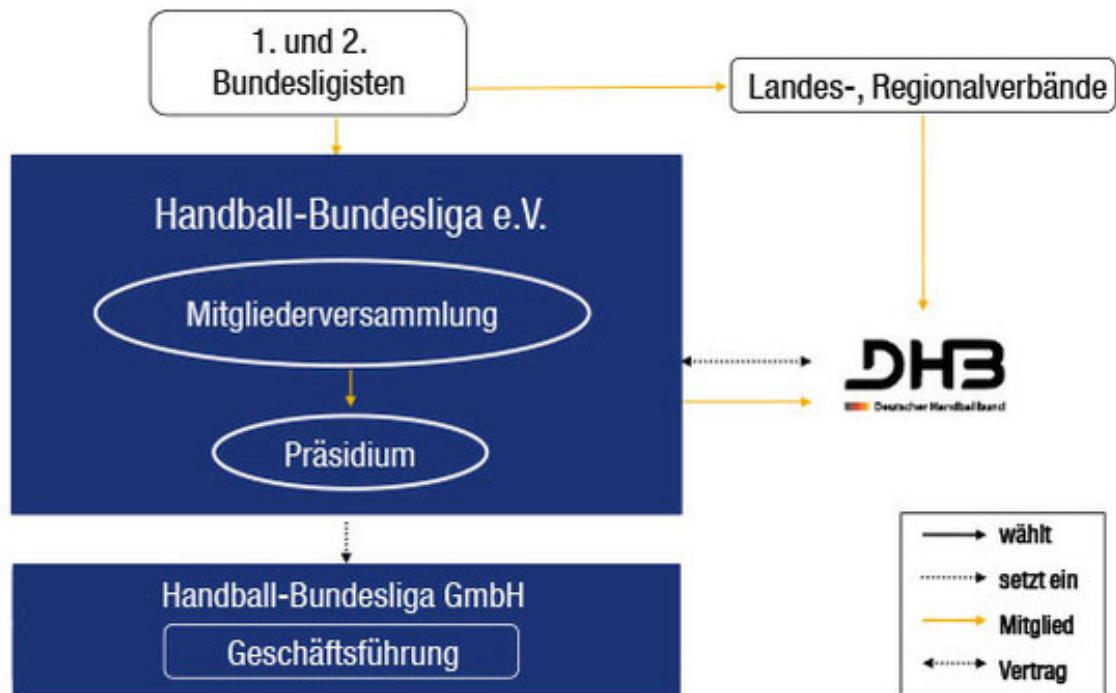 1. und 2.
Bundesligisten
Landes-, Regionalverbände
Handball-Bundesliga e.V.
Mitgliederversammlung
Präsidium
DHB
Deutscher Handballbund
Handball-Bundesliga GmbH
Geschäftsführung
wählt
setzt ein
Mitglied
Vertrag